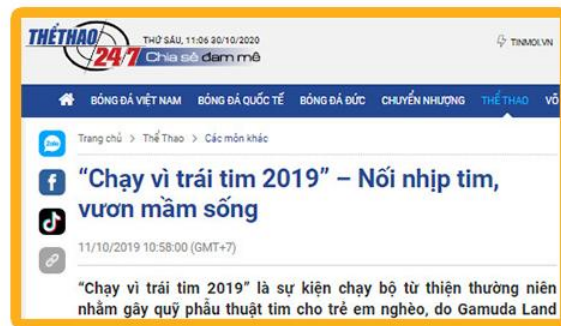 THỂTHAO
24/7
THỨ SÁU, 11:06 30/10/2020
Chia sẻ đam mê
TINMOI.VN
BÓNG ĐÁ VIỆT NAM BÓNG ĐÁ QUỐC TẾ BÓNG ĐÁ ĐỨC CHUYỂN NHƯỢNG THỂ THAO VÕ
Trang chủ > Thể Thao > Các môn khác
Zalo
“Chạy vì trái tim 2019” – Nối nhịp tim,
vươn mầm sống
11/10/2019 10:58:00 (GMT+7)
“Chạy vì trái tim 2019” là sự kiện chạy bộ từ thiện thường niên
nhằm gây quỹ phẫu thuật tim cho trẻ em nghèo, do Gamuda Land